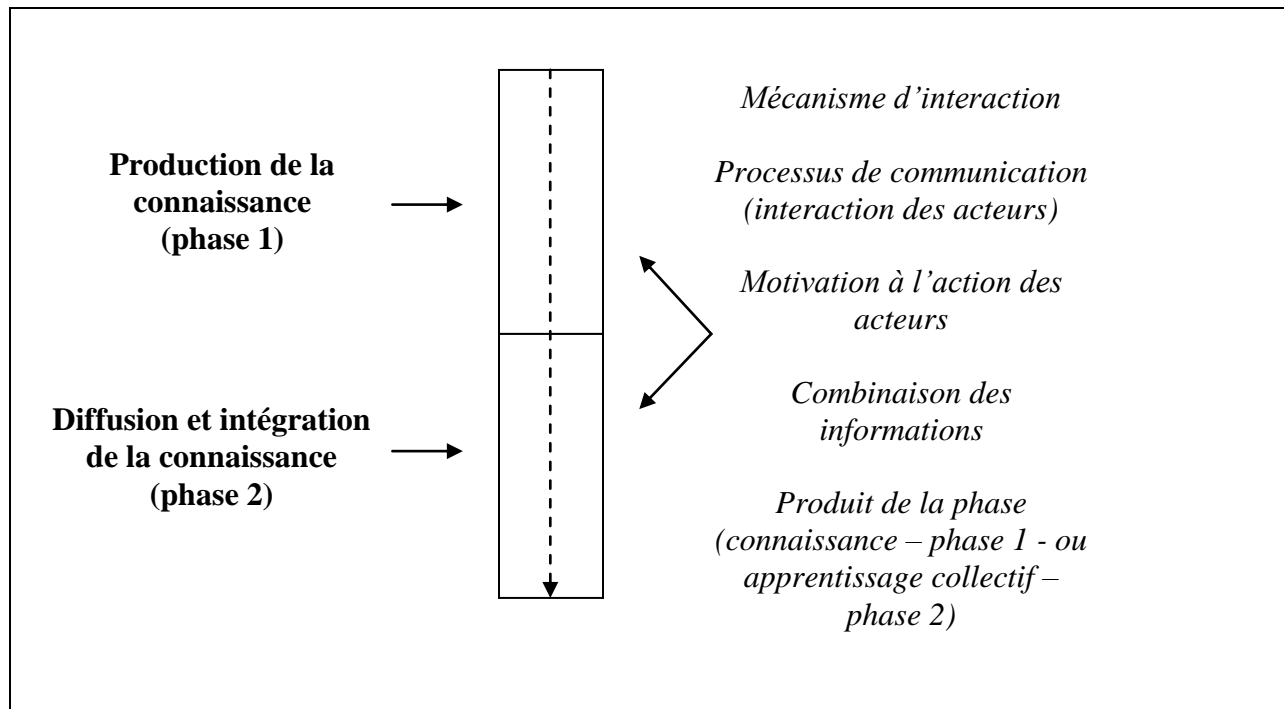 Production de la
connaissance
(phase 1)
Diffusion et intégration
de la connaissance
(phase 2)
Mécanisme d’interaction
Processus de communication
(interaction des acteurs)
Motivation à l’action des
acteurs
Combinaison des
informations
Produit de la phase
(connaissance – phase 1 - ou
apprentissage collectif –
phase 2)